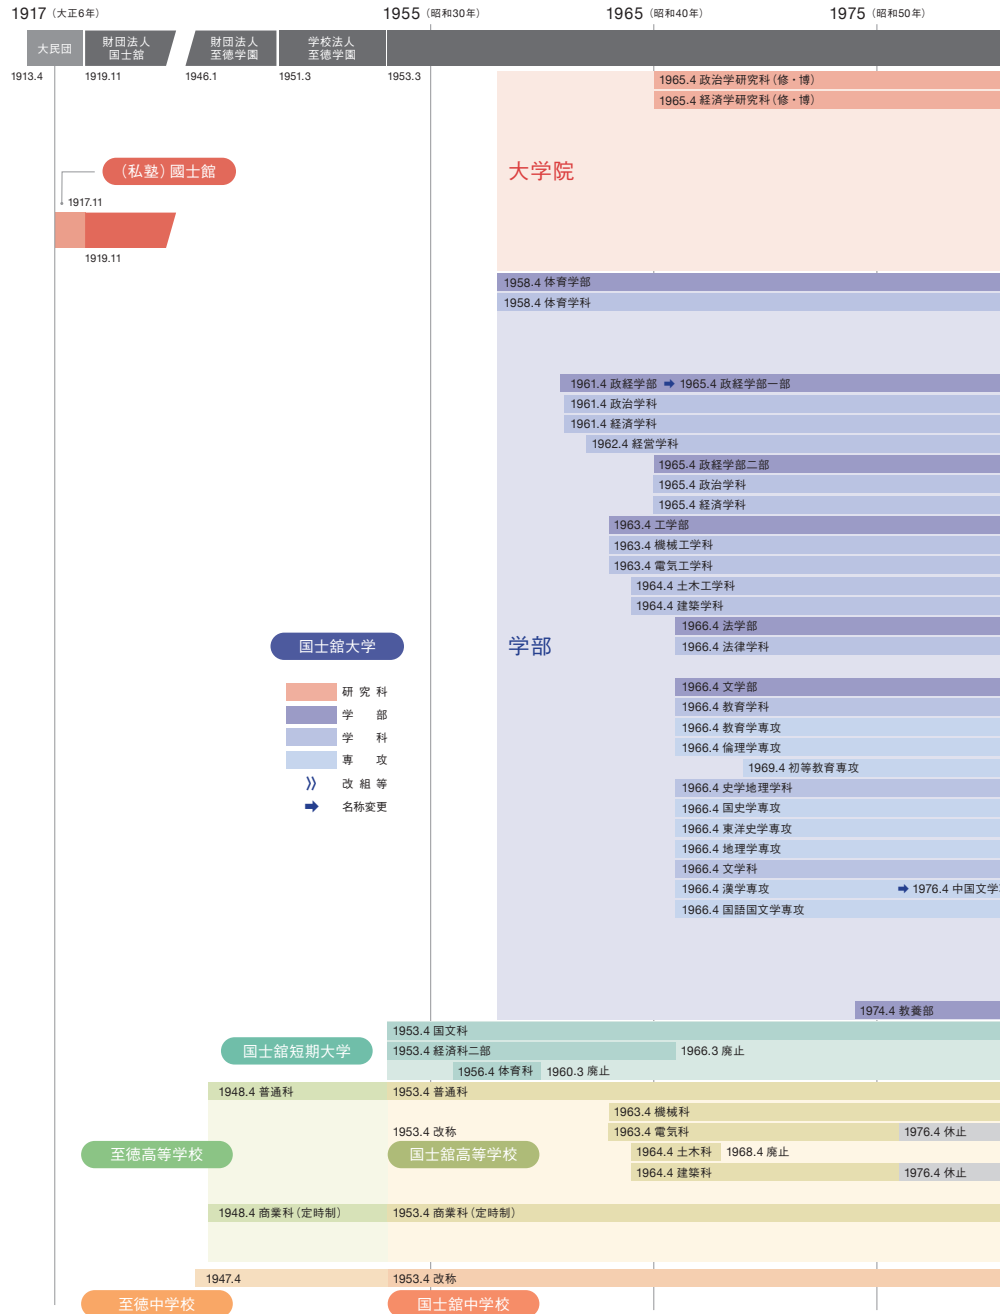 1917（大正6年）
1955（昭和30年）
1965（昭和40年）
1975（昭和50年）
大民団
財団法人
国士舘
財団法人
至徳学園
学校法人
至徳学園
1913.4
1919.11
1946.1
1951.3
1953.3
1965.4 政治学研究科（修・博）
1965.4 経済学研究科（修・博）
大学院
（私塾）國士館
1917.11
1919.11
1958.4 体育学部
1958.4 体育学科
1961.4 政経学部 ➡ 1965.4 政経学部一部
1961.4 政治学科
1961.4 経済学科
1962.4 経営学科
1965.4 政経学部二部
1965.4 政治学科
1965.4 経済学科
1963.4 工学部
1963.4 機械工学科
1963.4 電気工学科
1964.4 土木工学科
1964.4 建築学科
1966.4 法学部
1966.4 法律学科
国士舘大学
学部
研究科
学部
学科
専攻
改組等
➡ 名称変更
1966.4 文学部
1966.4 教育学科
1966.4 教育学専攻
1966.4 倫理学専攻
1969.4 初等教育専攻
1966.4 史学地理学科
1966.4 国史学専攻
1966.4 東洋史学専攻
1966.4 地理学専攻
1966.4 文学科
1966.4 漢学専攻 ➡ 1976.4 中国文学
1966.4 国語国文学専攻
1974.4 教養部
国士舘短期大学
1953.4 国文科
1953.4 経済科二部
1966.3 廃止
1956.4 体育科
1960.3 廃止
1948.4 普通科
1953.4 普通科
1963.4 機械科
1953.4 改称
1963.4 電気科
1976.4 休止
至徳高等学校
国士舘高等学校
1964.4 土木科
1968.4 廃止
1964.4 建築科
1976.4 休止
1948.4 商業科（定時制）
1953.4 商業科（定時制）
1947.4
1953.4 改称
至徳中学校
国士舘中学校